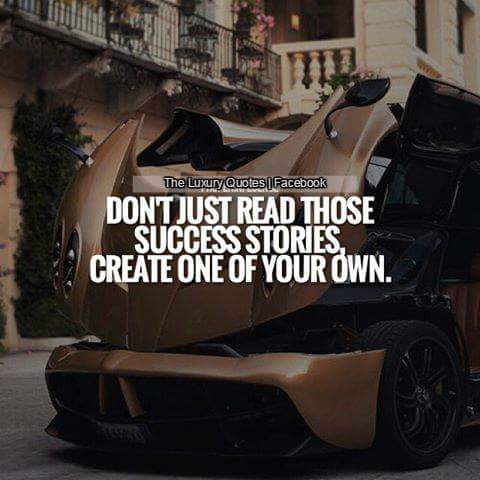 The Luxury Quotes | Facebook
DON'T JUST READ THOSE
SUCCESS STORIES,
CREATE ONE OF YOUR OWN.